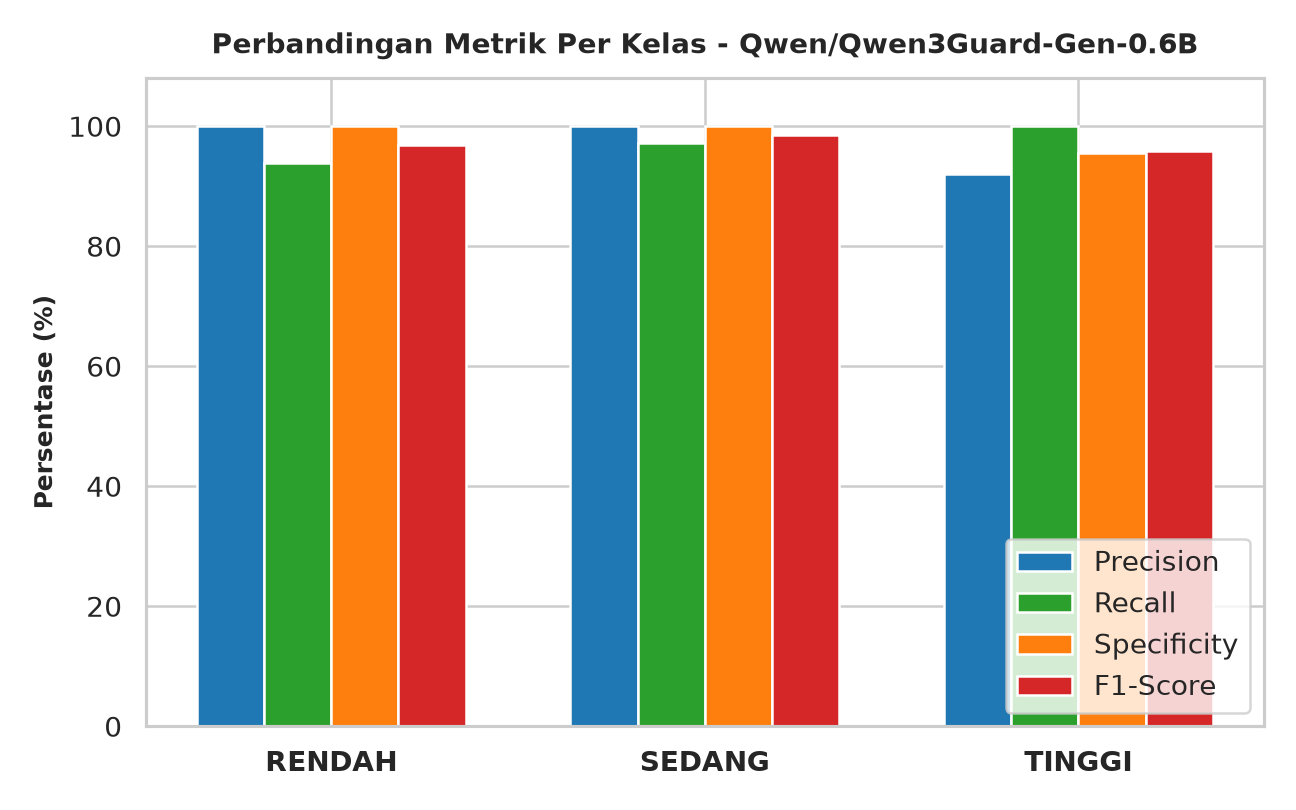 Perbandingan Metrik Per Kelas - Qwen/Qwen3Guard-Gen-0.6B
Persentase (%)
100
80
60
40
20
0
RENDAH
SEDANG
TINGGI
Precision
Recall
Specificity
F1-Score